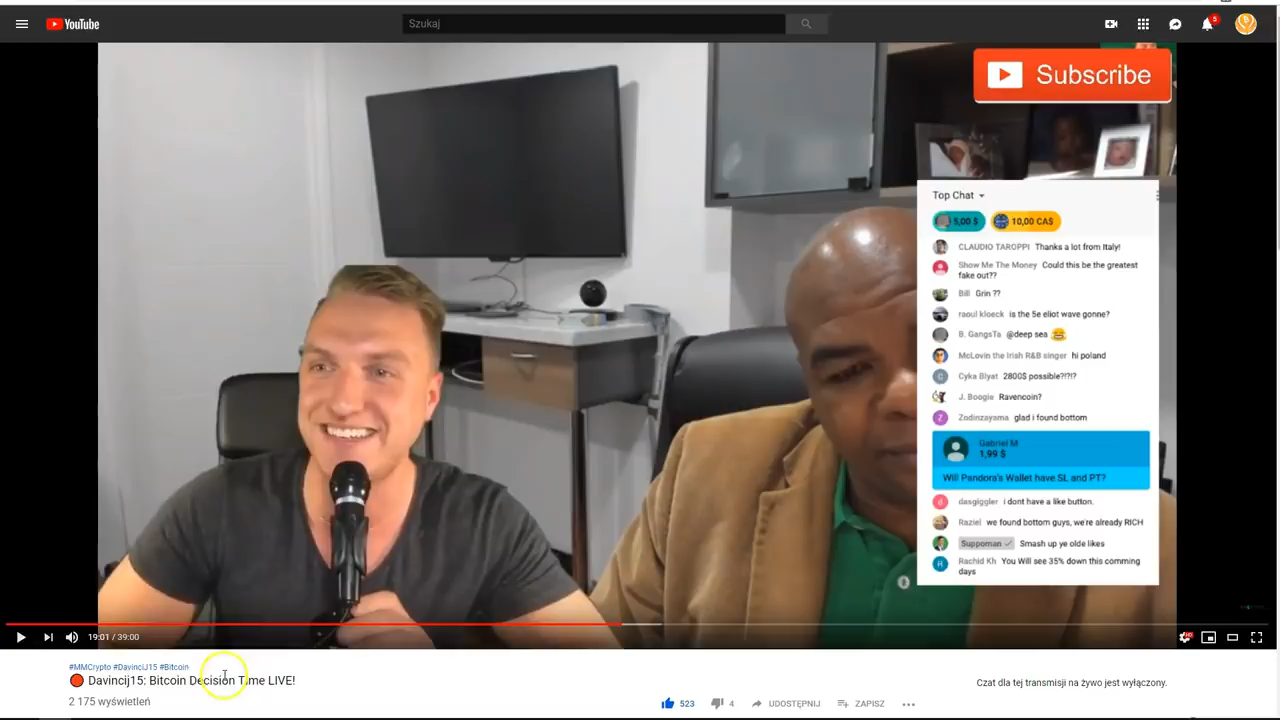 YouTube
Szukaj
5
Subscribe
Top Chat
5,00 $ 10,00 CA$
CLAUDIO TAROPPI Thanks a lot from Italy!
Show Me The Money Could this be the greatest
fake out??
Bill Grin ??
raoul kloeck is the 5e eliot wave gonne?
B. GangsTa @deep sea
McLovin the Irish R&B singer hi poland
Cyka Blyat 2800$ possible?!?!?
J. Boogie Ravencoin?
Zodinzayama glad i found bottom
Gabriel M
1,99 $
Will Pandora's Wallet have SL and PT?
dasgiggler i dont have a like button.
Raziel we found bottom guys, we're already RICH
Suppoman Smash up ye olde likes
Rachid Kh You Will see 35% down this comming
days
19:01 / 39:00
HD
#MMCrypto #DavinciJ15 #Bitcoin
Davincij15: Bitcoin Decision Time LIVE!
2 175 wyświetleń
523 4 UDOSTĘPNIJ ZAPISZ
Czat dla tej transmisji na żywo jest wyłączony.